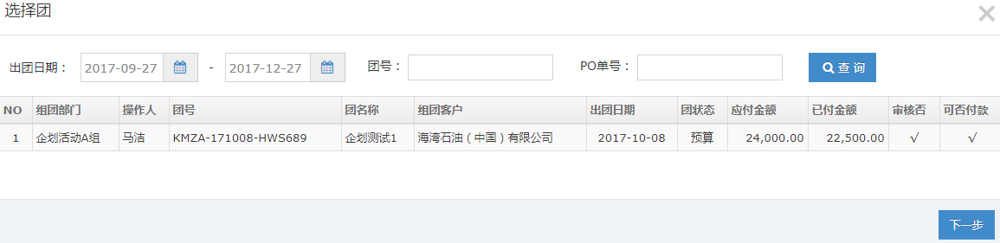 选择团
出团日期： 2017-09-27 - 2017-12-27 团号： PO单号： 查 询
NO 组团部门 操作人 团号 团名称 组团客户 出团日期 团状态 应付金额 已付金额 审核否 可否付款
1 企划活动A组 马洁 KMZA-171008-HWS689 企划测试1 海湾石油（中国）有限公司 2017-10-08 预算 24,000.00 22,500.00 √ √
下一步